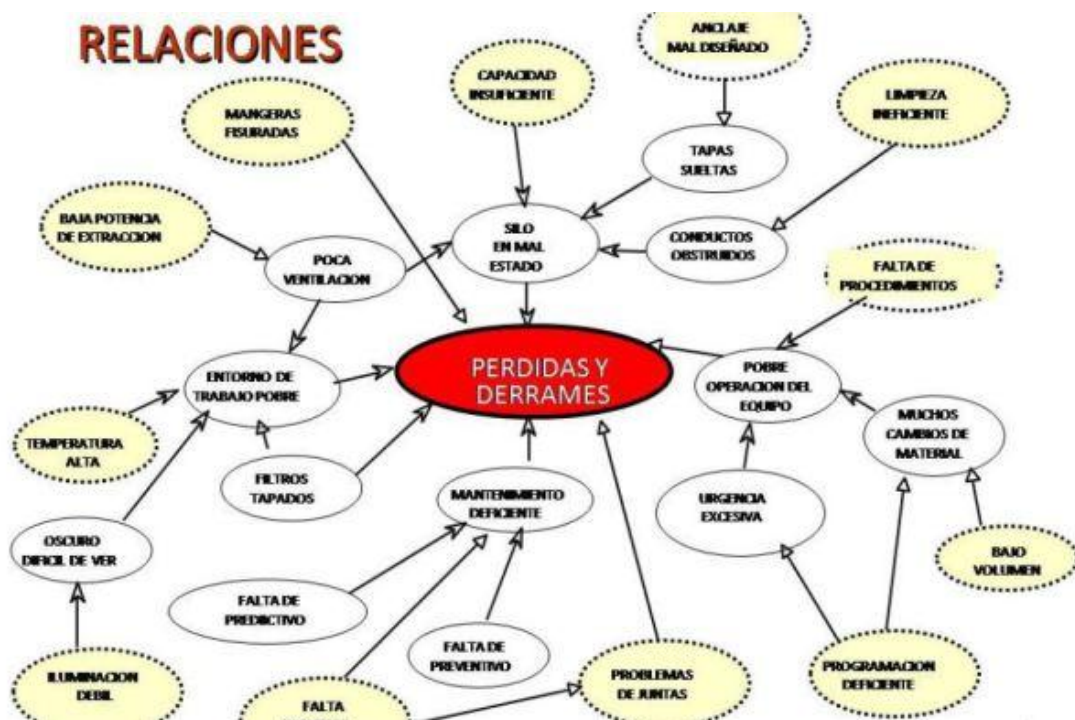 RELACIONES
ANCLAJE
MAL DISEÑADO
CAPACIDAD
INSUFICIENTE
LIMPIEZA
INEFICIENTE
MANGERAS
FISURADAS
TAPAS
SUELTAS
BAJA POTENCIA
DE EXTRACCION
SILO
EN MAL
ESTADO
CONDUCTOS
OBSTRUIDOS
POCA
VENTILACION
FALTA DE
PROCEDIMIENTOS
PERDIDAS Y
DERRAMES
ENTORNO DE
TRABAJO POBRE
POBRE
OPERACION DEL
EQUIPO
MUCHOS
CAMBIOS DE
MATERIAL
TEMPERATURA
ALTA
FILTROS
TAPADOS
MANTENIMIENTO
DEFICIENTE
URGENCIA
EXCESIVA
OSCURO
DIFICIL DE VER
BAJO
VOLUMEN
FALTA DE
PREDIICTIVO
FALTA DE
PREVENTIVO
ILUMINACION
DEBIL
FALTA
PROBLEMAS
DE JUNTAS
PROGRAMACION
DEFICIENTE